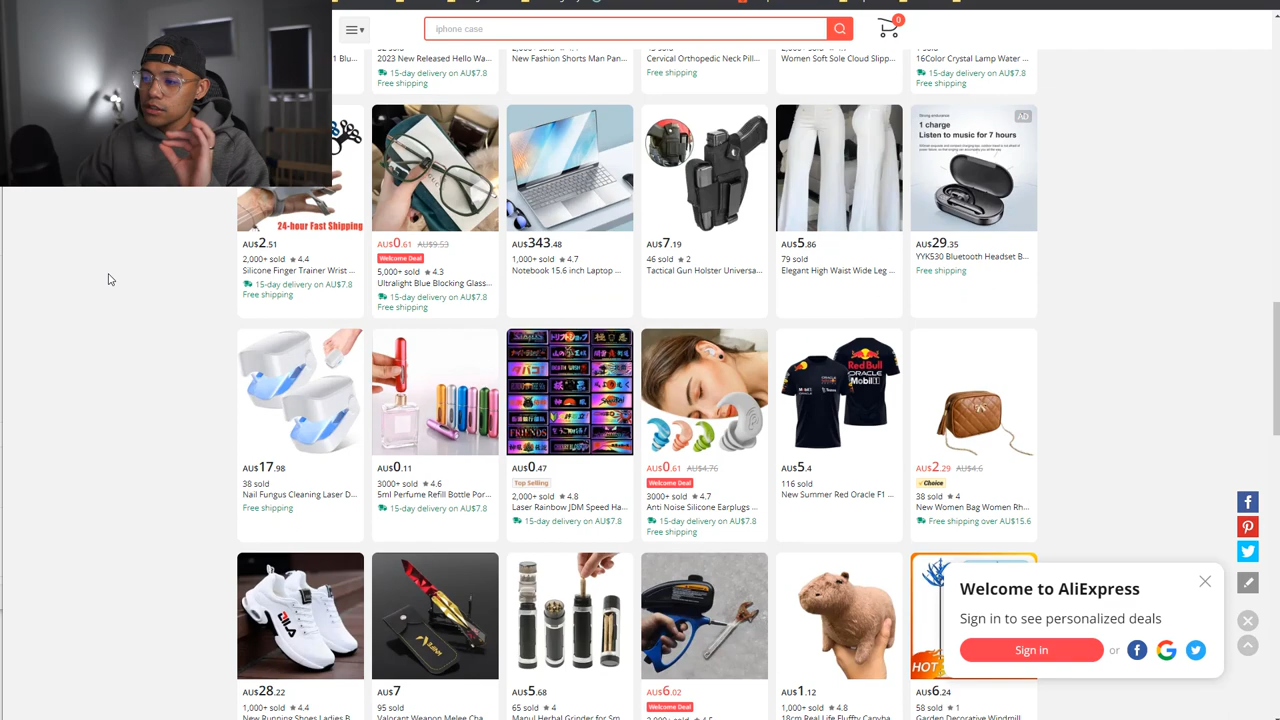 iphone case
0
2023 New Released Hello Wa...
New Fashion Shorts Man Pan...
Cervical Orthopedic Neck Pill...
Women Soft Sole Cloud Slipp...
16Color Crystal Lamp Water ...
15-day delivery on AU$7.8
Free shipping
Free shipping
15-day delivery on AU$7.8
Free shipping
24-hour Fast Shipping
AD
1 charge
Listen to music for 7 hours
AU$2.51
2,000+ sold ★ 4.4
Silicone Finger Trainer Wrist ...
15-day delivery on AU$7.8
Free shipping
AU$0.61 AU$9.53
Welcome Deal
5,000+ sold ★ 4.3
Ultralight Blue Blocking Glass...
15-day delivery on AU$7.8
Free shipping
AU$343.48
1,000+ sold ★ 4.7
Notebook 15.6 inch Laptop ...
AU$7.19
46 sold ★ 2
Tactical Gun Holster Universa...
AU$5.86
79 sold
Elegant High Waist Wide Leg ...
AU$29.35
YYK530 Bluetooth Headset B...
Free shipping
FRIENDS
Red Bull
ORACLE
Mobil1
AU$17.98
38 sold
Nail Fungus Cleaning Laser D...
Free shipping
AU$0.11
3000+ sold ★ 4.6
5ml Perfume Refill Bottle Por...
15-day delivery on AU$7.8
AU$0.47
Top Selling
2,000+ sold ★ 4.8
Laser Rainbow JDM Speed Ha...
15-day delivery on AU$7.8
AU$0.61 AU$4.76
Welcome Deal
3000+ sold ★ 4.7
Anti Noise Silicone Earplugs ...
15-day delivery on AU$7.8
Free shipping
AU$5.4
116 sold
New Summer Red Oracle F1 ...
AU$2.29 AU$4.6
Choice
38 sold ★ 4
New Women Bag Women Rh...
Free shipping over AU$15.6
FILA
HOT
AU$28.22
1,000+ sold ★ 4.4
New Running Shoes Ladies B
AU$7
95 sold
Valorant Weapon Melee Cha
AU$5.68
65 sold ★ 4
Manul Herbal Grinder for Sm
AU$6.02
Welcome Deal
AU$1.12
1,000+ sold ★ 4.8
18cm Real Life Fluffty Capyba
AU$6.24
58 sold ★ 1
Garden Decorative Windmill
Welcome to AliExpress
Sign in to see personalized deals
Sign in or